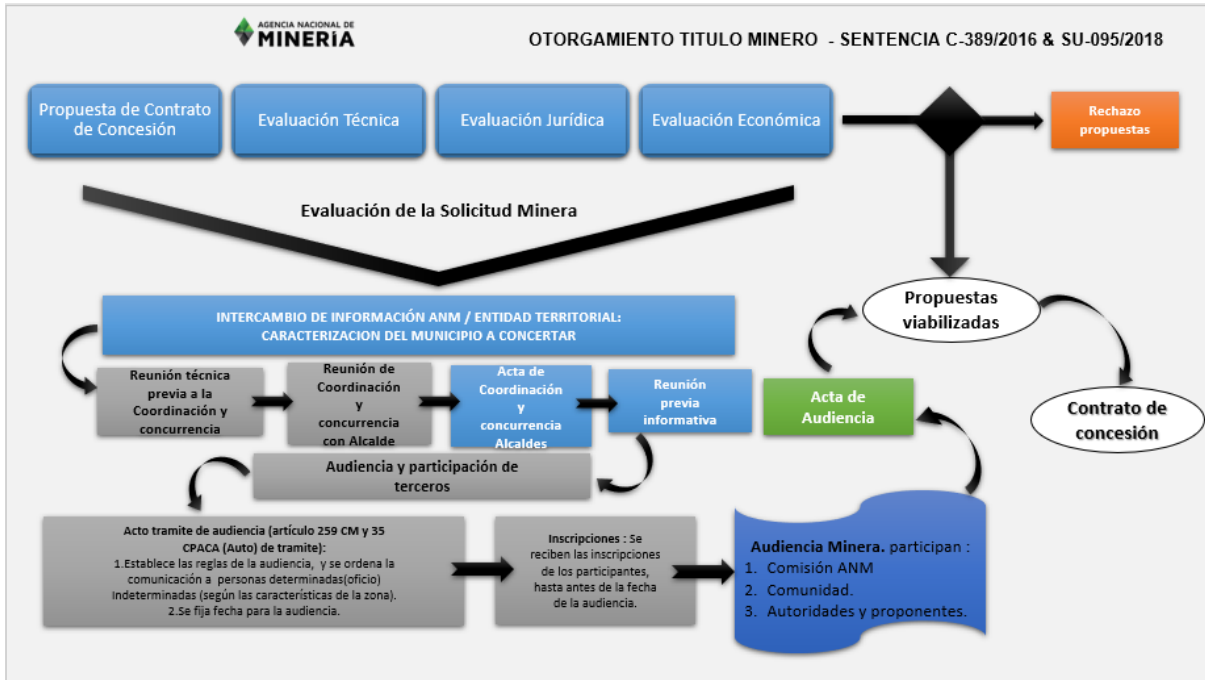 AGENCIA NACIONAL DE
MINERÍA
OTORGAMIENTO TITULO MINERO - SENTENCIA C-389/2016 & SU-095/2018
Propuesta de Contrato
de Concesión
Evaluación Técnica
Evaluación Jurídica
Evaluación Económica
Rechazo
propuestas
Evaluación de la Solicitud Minera
Propuestas
viabilizadas
INTERCAMBIO DE INFORMACIÓN ANM / ENTIDAD TERRITORIAL:
CARACTERIZACION DEL MUNICIPIO A CONCERTAR
Reunión técnica
previa a la
Coordinación y
concurrencia
Reunión de
Coordinación
y
concurrencia
con Alcalde
Acta de
Coordinación
y
concurrencia
Alcaldes
Reunión
previa
informativa
Acta de
Audiencia
Contrato de
concesión
Audiencia y participación de
terceros
Acto tramite de audiencia (artículo 259 CM y 35
CPACA (Auto) de tramite):
1.Establece las reglas de la audiencia, y se ordena la
comunicación a personas determinadas(oficio)
Indeterminadas (según las características de la zona).
2.Se fija fecha para la audiencia.
Inscripciones : Se
reciben las inscripciones
de los participantes,
hasta antes de la fecha
de la audiencia.
Audiencia Minera. participan :
1. Comisión ANM
2. Comunidad.
3. Autoridades y proponentes.